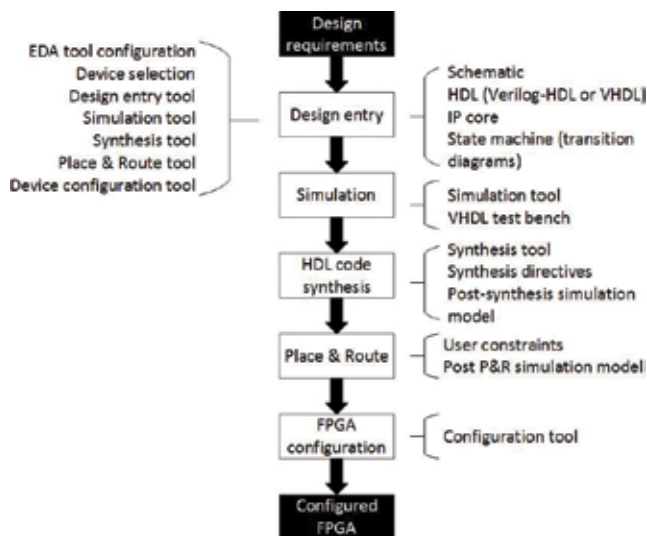 Design
requirements
EDA tool configuration
Device selection
Design entry tool
Simulation tool
Synthesis tool
Place & Route tool
Device configuration tool
Design entry
Schematic
HDL (Verilog-HDL or VHDL)
IP core
State machine (transition
diagrams)
Simulation
Simulation tool
VHDL test bench
HDL code
synthesis
Synthesis tool
Synthesis directives
Post-synthesis simulation
model
Place & Route
User constraints
Post P&R simulation model
FPGA
configuration
Configuration tool
Configured
FPGA